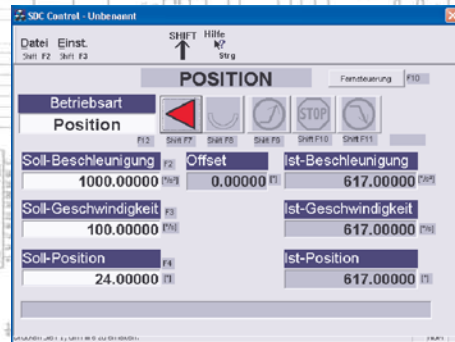 SDC Control - Unbenannt
Datei Einst. SHIFT Hilfe
Shift F2 Shift F3 Strg
POSITION Fernsteuerung F10
Betriebsart
Position
F12 Shift F7 Shift F8 Shift F9 STOP Shift F10 Shift F11
Soll-Beschleunigung F2 Offset Ist-Beschleunigung
1000.00000 [°/s²] 0.00000 [°] 617.00000 [°/s²]
Soll-Geschwindigkeit F3 Ist-Geschwindigkeit
100.00000 [°/s] 617.00000 [°/s]
Soll-Position F4 Ist-Position
24.00000 [°] 617.00000 [°]